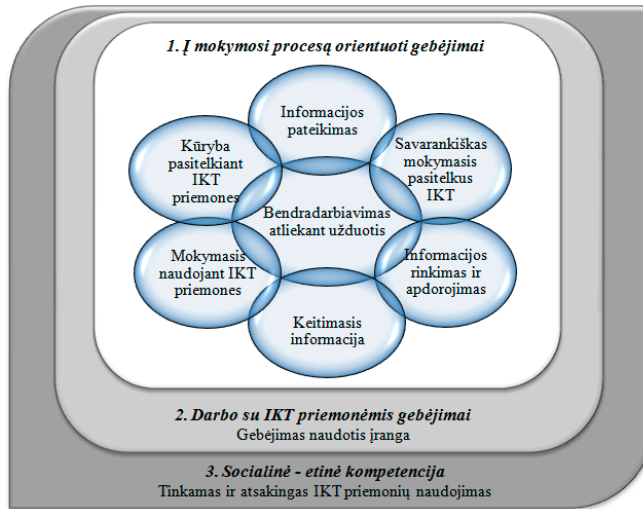 1. Į mokymosi procesą orientuoti gebėjimai
Informacijos
pateikimas
Kūryba
pasitelkiant
IKT
priemones
Savarankiškas
mokymasis
pasitelkus
IKT
Bendradarbiavimas
atliekant užduotis
Mokymasis
naudojant IKT
priemones
Informacijos
rinkimas ir
apdorojimas
Keitimasis
informacija
2. Darbo su IKT priemonėmis gebėjimai
Gebėjimas naudotis įranga
3. Socialinė - etinė kompetencija
Tinkamas ir atsakingas IKT priemonių naudojimas